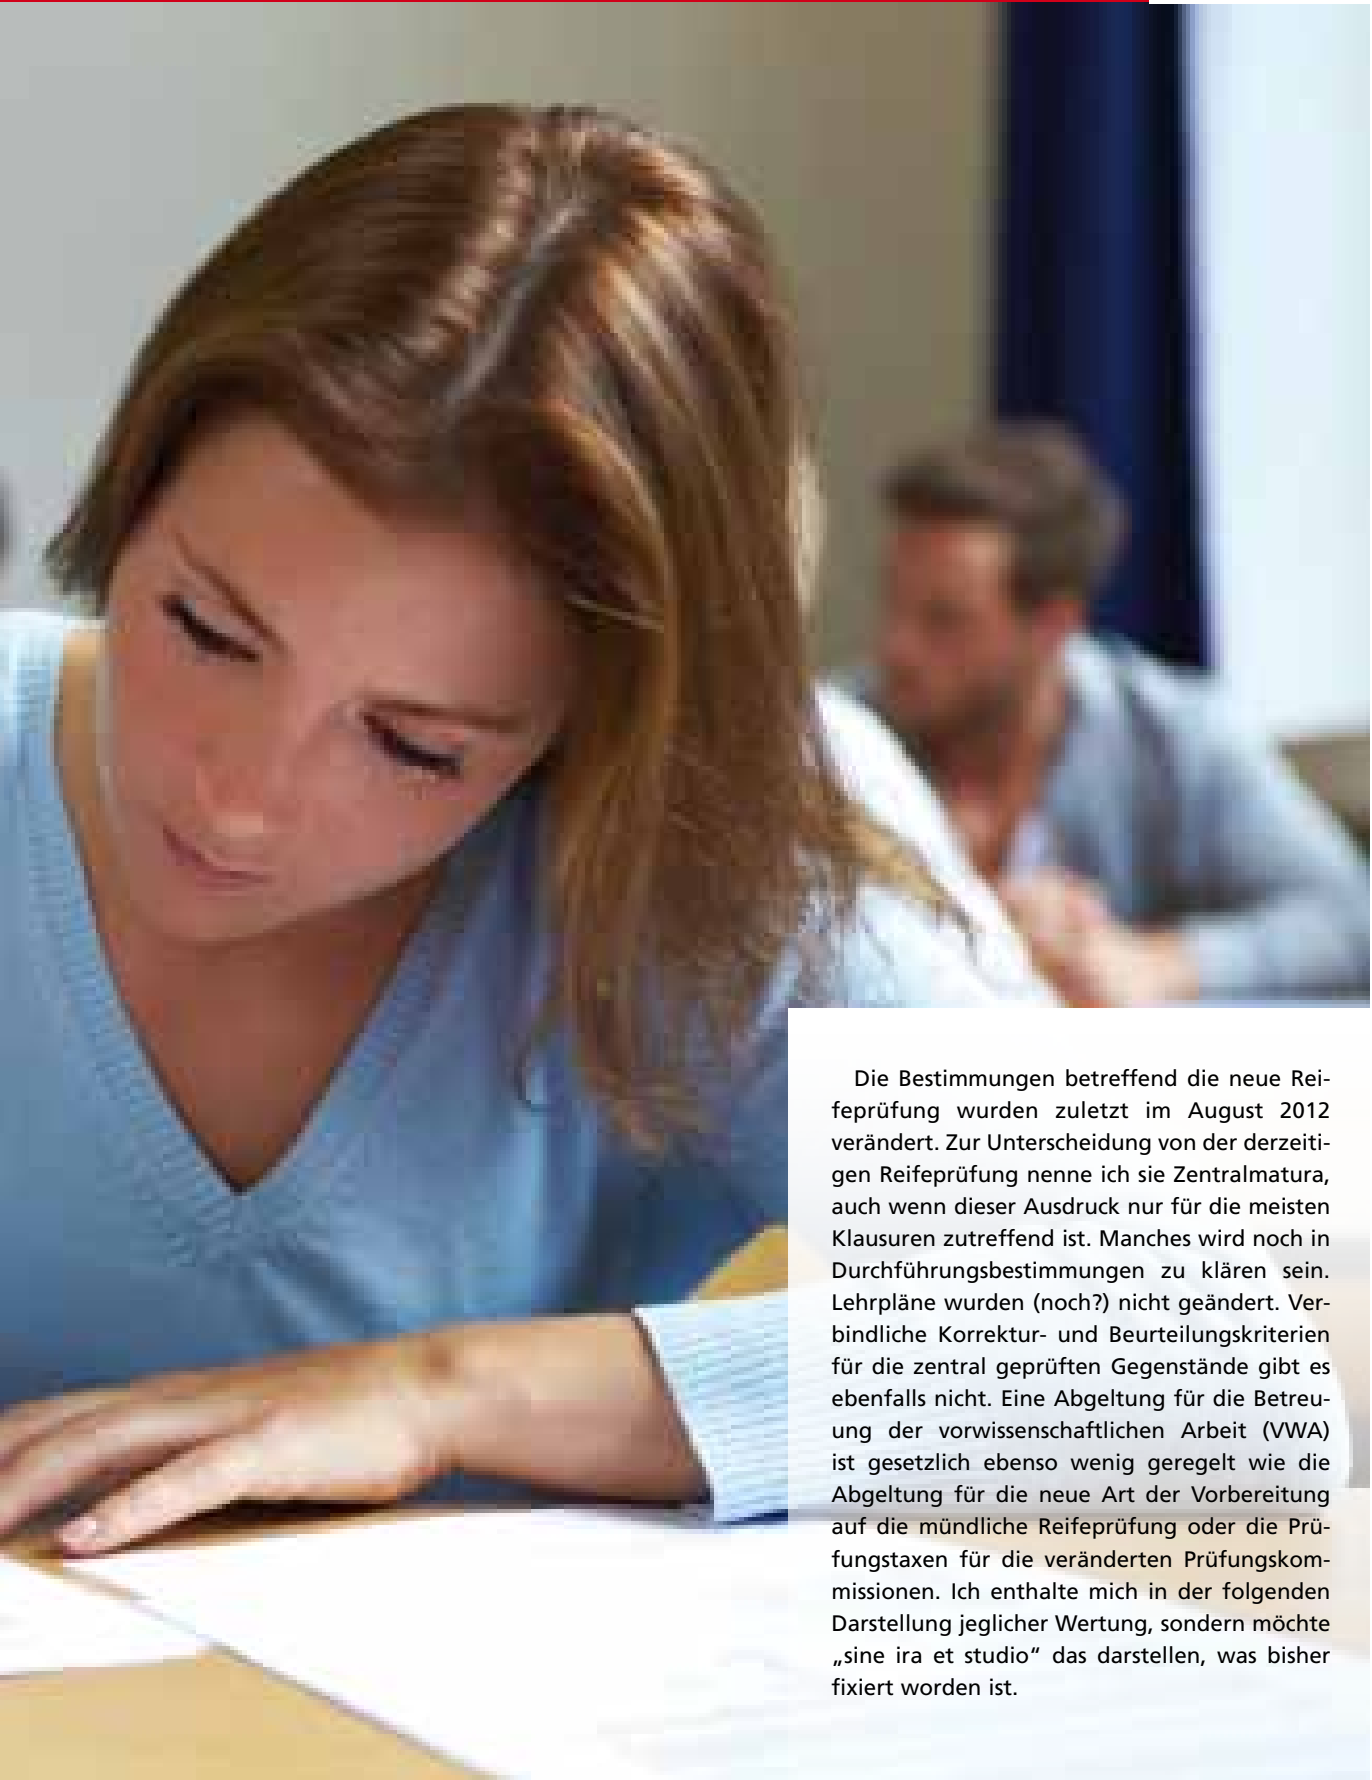 Die Bestimmungen betreffend die neue Rei-
feprüfung wurden zuletzt im August 2012
verändert. Zur Unterscheidung von der derzeiti-
gen Reifeprüfung nenne ich sie Zentralmatura,
auch wenn dieser Ausdruck nur für die meisten
Klausuren zutreffend ist. Manches wird noch in
Durchführungsbestimmungen zu klären sein.
Lehrpläne wurden (noch?) nicht geändert. Ver-
bindliche Korrektur- und Beurteilungskriterien
für die zentral geprüften Gegenstände gibt es
ebenfalls nicht. Eine Abgeltung für die Betreu-
ung der vorwissenschaftlichen Arbeit (VWA)
ist gesetzlich ebenso wenig geregelt wie die
Abgeltung für die neue Art der Vorbereitung
auf die mündliche Reifeprüfung oder die Prü-
fungstaxen für die veränderten Prüfungskom-
missionen. Ich enthalte mich in der folgenden
Darstellung jeglicher Wertung, sondern möchte
„sine ira et studio“ das darstellen, was bisher
fixiert worden ist.